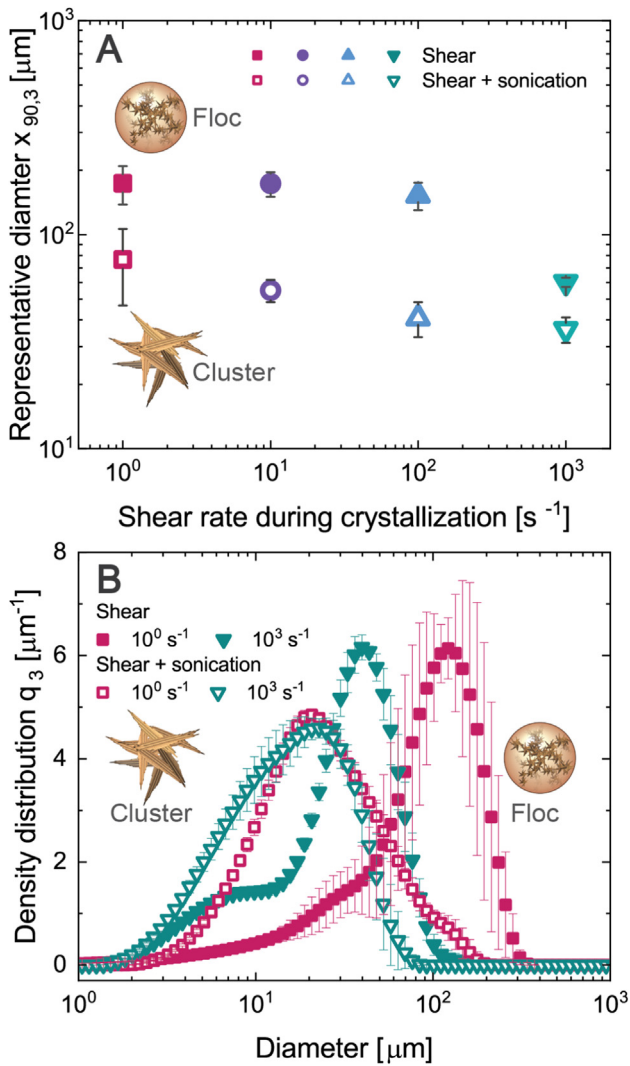 A
Shear
Shear + sonication
Floc
Cluster
Representative diamter x 90,3 [μm]
10³
10²
10¹
10⁰ 10¹ 10² 10³
Shear rate during crystallization [s ⁻¹]
B
Shear
10⁰ s⁻¹ 10³ s⁻¹
Shear + sonication
10⁰ s⁻¹ 10³ s⁻¹
Cluster
Floc
Density distribution q₃ [μm⁻¹]
8
6
4
2
0
10⁰ 10¹ 10² 10³
Diameter [μm]